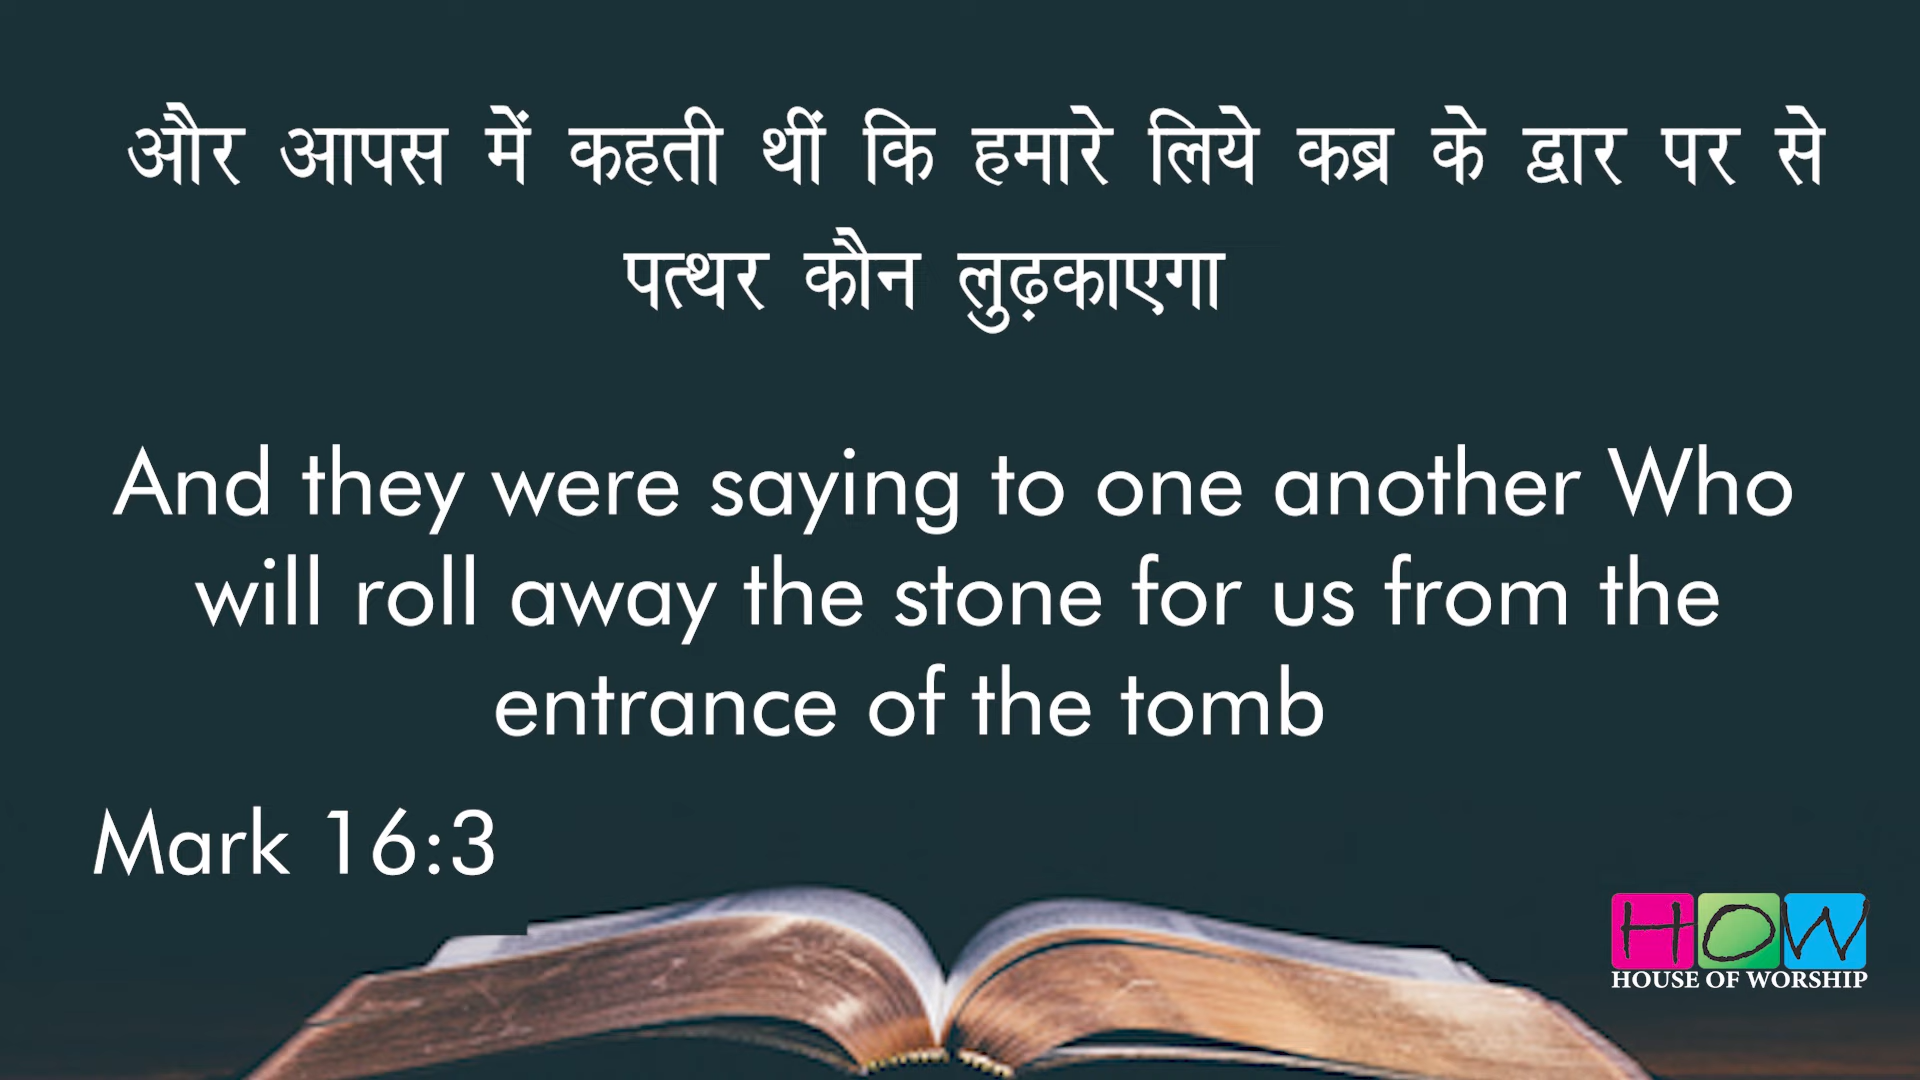 और आपस में कहती थीं कि हमारे लिये कब्र के द्वार पर से
पत्थर कौन लुढ़काएगा
And they were saying to one another Who
will roll away the stone for us from the
entrance of the tomb
Mark 16:3
HOW
HOUSE OF WORSHIP